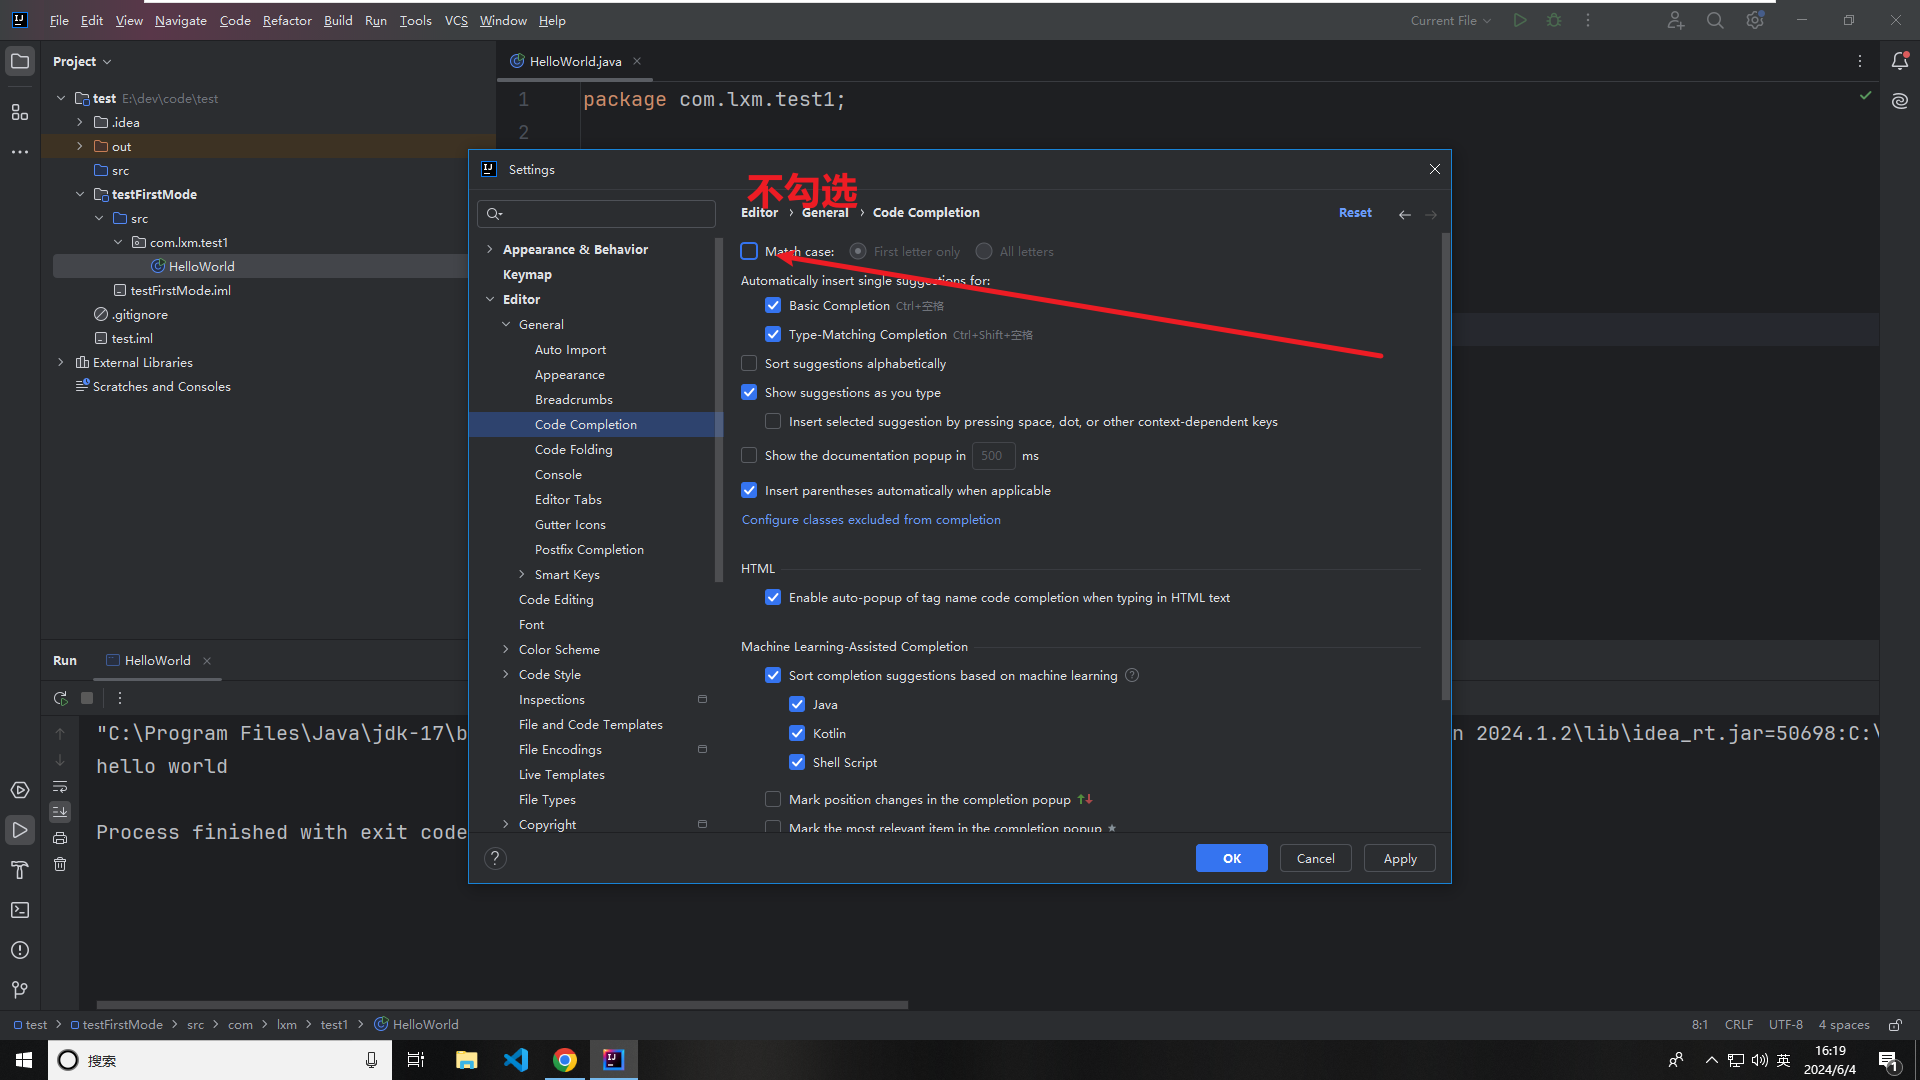 File Edit View Navigate Code Refactor Build Run Tools VCS Window Help
Current File
Project
HelloWorld.java
test E:\dev\code\test
.idea
out
src
testFirstMode
src
com.lxm.test1
HelloWorld
testFirstMode.iml
.gitignore
test.iml
External Libraries
Scratches and Consoles
1 package com.lxm.test1;
2
Settings
不勾选
Editor › General › Code Completion
Reset
Appearance & Behavior
Keymap
Editor
General
Auto Import
Appearance
Breadcrumbs
Code Completion
Code Folding
Console
Editor Tabs
Gutter Icons
Postfix Completion
Smart Keys
Code Editing
Font
Color Scheme
Code Style
Inspections
File and Code Templates
File Encodings
Live Templates
File Types
Copyright
Match case: First letter only All letters
Automatically insert single suggestions for:
Basic Completion Ctrl+空格
Type-Matching Completion Ctrl+Shift+空格
Sort suggestions alphabetically
Show suggestions as you type
Insert selected suggestion by pressing space, dot, or other context-dependent keys
Show the documentation popup in 500 ms
Insert parentheses automatically when applicable
Configure classes excluded from completion
HTML
Enable auto-popup of tag name code completion when typing in HTML text
Machine Learning-Assisted Completion
Sort completion suggestions based on machine learning ?
Java
Kotlin
Shell Script
Mark position changes in the completion popup
Mark the most relevant item in the completion popup
?
OK Cancel Apply
Run HelloWorld
"C:\Program Files\Java\jdk-17\b
n 2024.1.2\lib\idea_rt.jar=50698:C:\
hello world
Process finished with exit code
test › testFirstMode › src › com › lxm › test1 › HelloWorld
8:1 CRLF UTF-8 4 spaces
搜索
英
16:19
2024/6/4
1